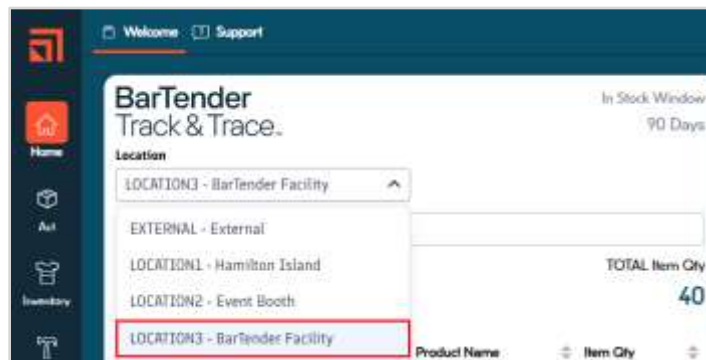 Welcome
Support
BarTender
Track & Trace™
In Stock Window
90 Days
Home
Location
LOCATION3 - BarTender Facility
Act
EXTERNAL - External
LOCATION1 - Hamilton Island
TOTAL Item Qty
40
Inventory
LOCATION2 - Event Booth
LOCATION3 - BarTender Facility
Product Name
Item Qty